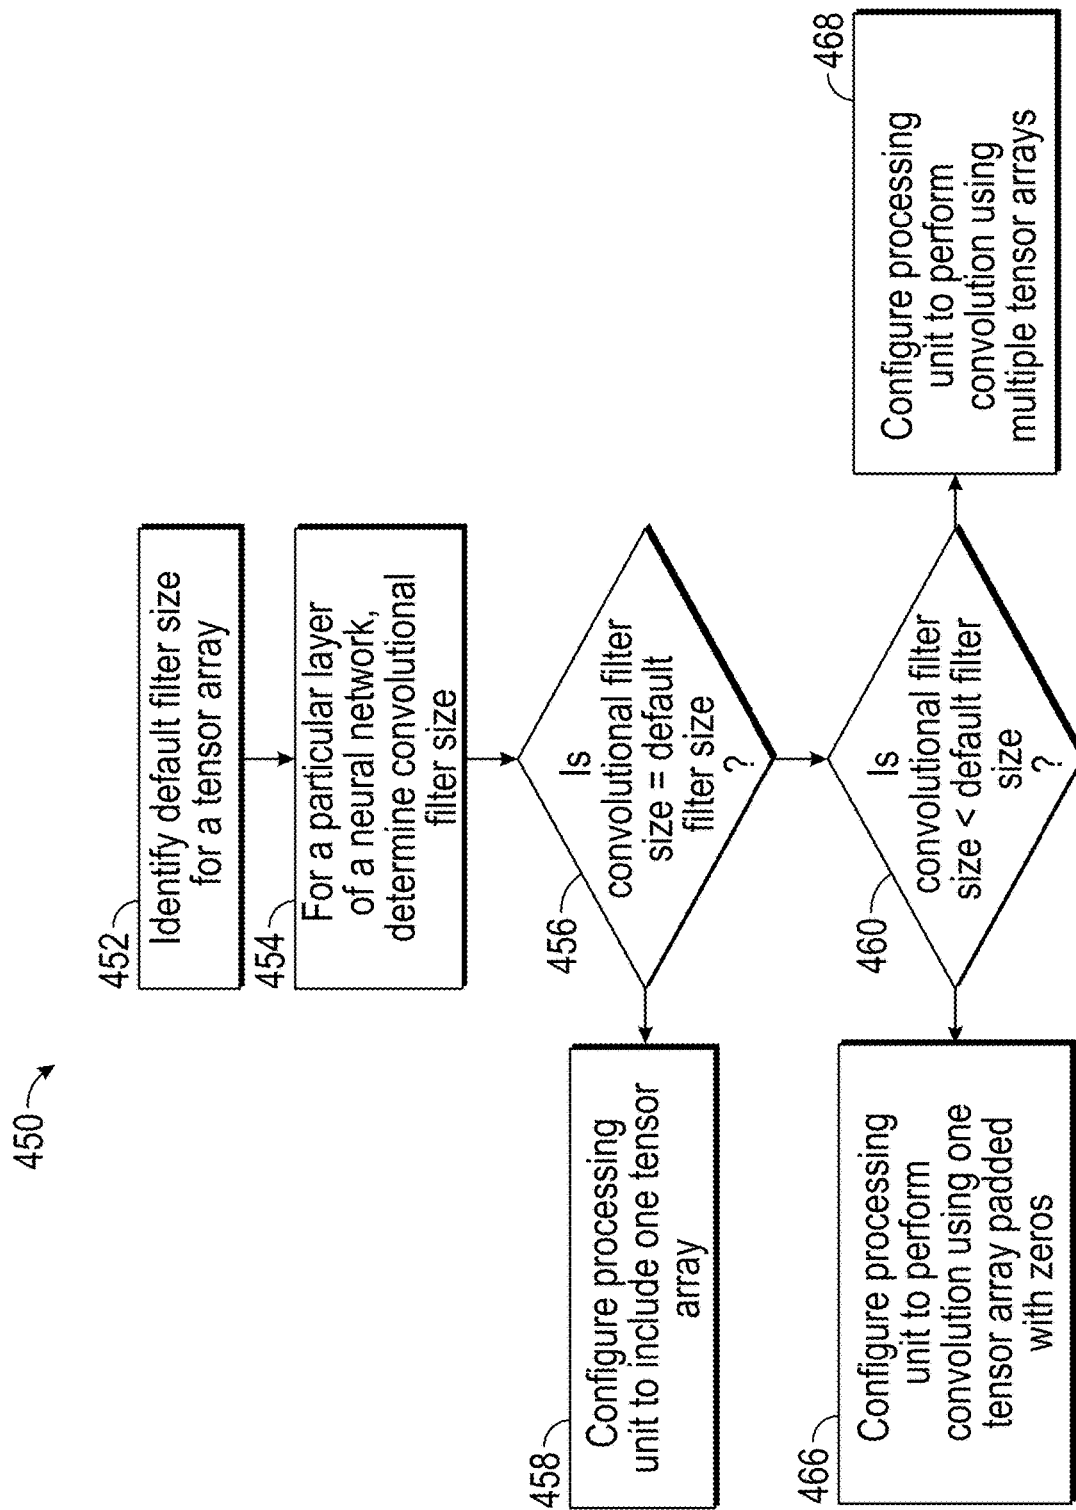 450
452
Identify default filter size
for a tensor array
454
For a particular layer
of a neural network,
determine convolutional
filter size
456
Is
convolutional filter
size = default
filter size
?
458
Configure processing
unit to include one tensor
array
460
Is
convolutional filter
size < default filter
size
?
466
Configure processing
unit to perform
convolution using one
tensor array padded
with zeros
468
Configure processing
unit to perform
convolution using
multiple tensor arrays